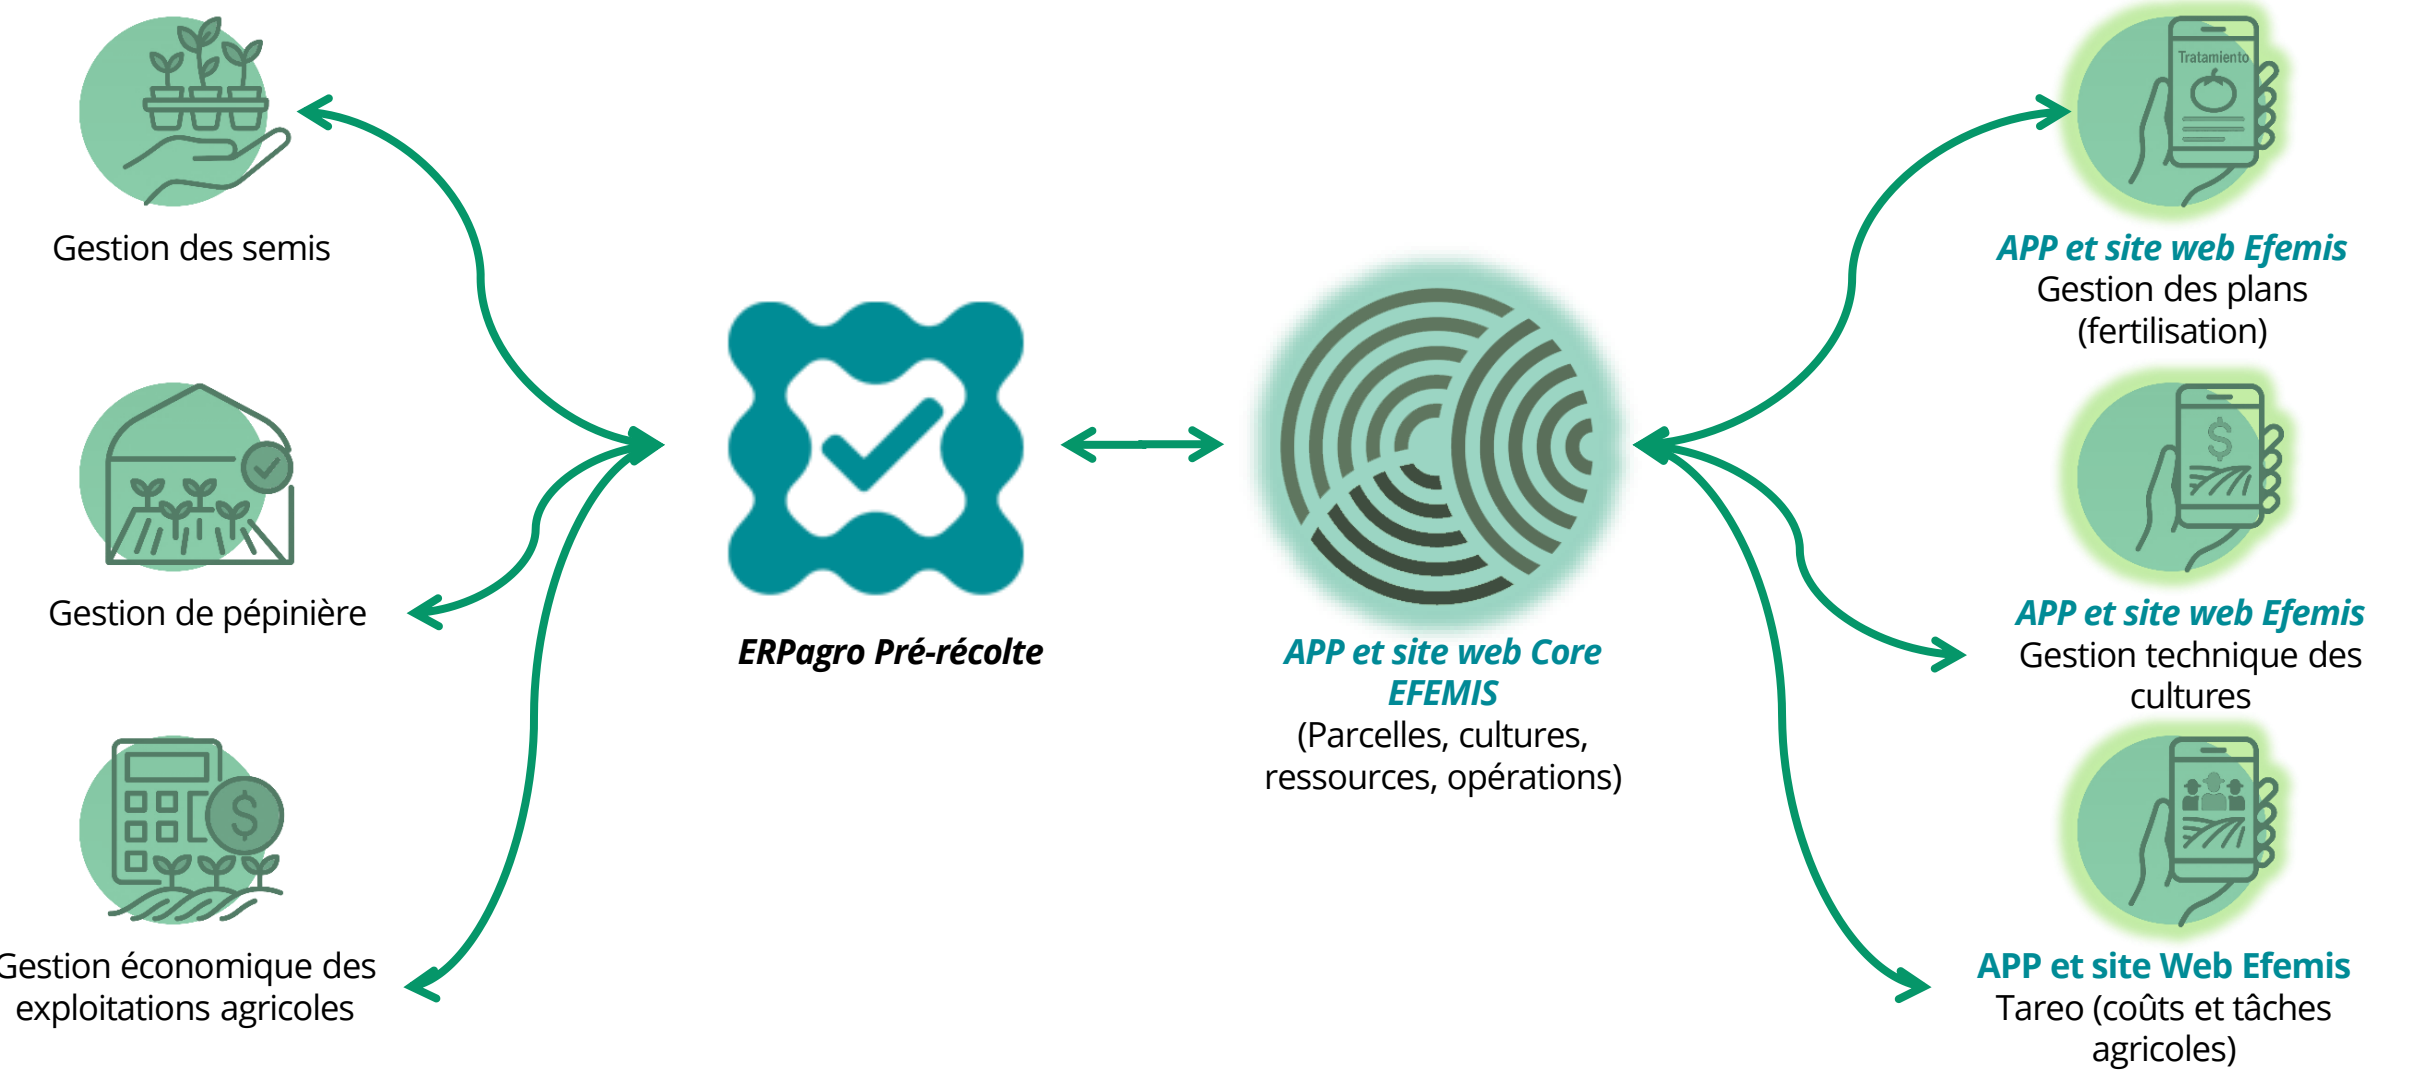 Gestion des semis
Gestion de pépinière
Gestion économique des
exploitations agricoles
ERPagro Pré-récolte
APP et site web Core
EFEMIS
(Parcelles, cultures,
ressources, opérations)
Tratamiento
APP et site web Efemis
Gestion des plans
(fertilisation)
$
APP et site web Efemis
Gestion technique des
cultures
APP et site Web Efemis
Tareo (coûts et tâches
agricoles)
$